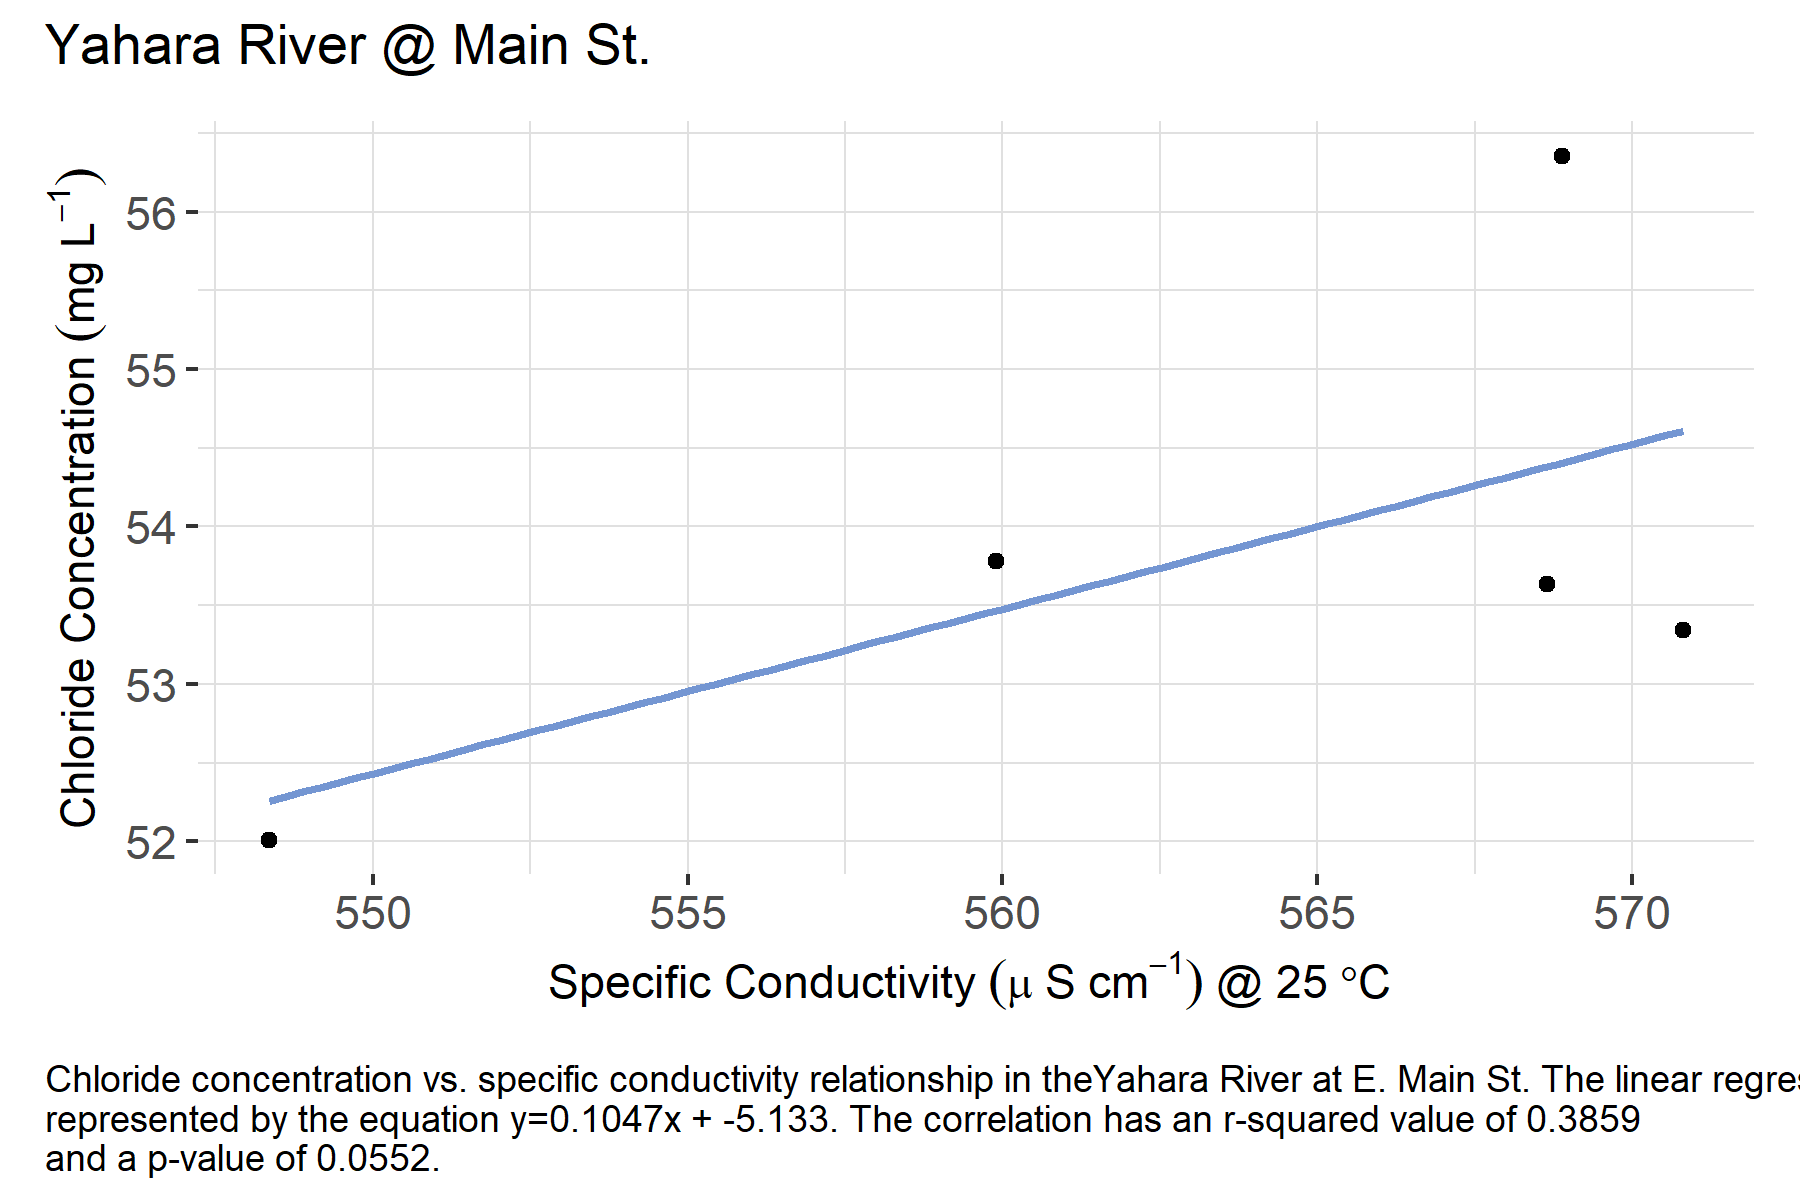 Yahara River @ Main St.
Chloride Concentration (mg L⁻¹)
56
55
54
53
52
550 555 560 565 570
Specific Conductivity (μ S cm⁻¹) @ 25 °C
Chloride concentration vs. specific conductivity relationship in theYahara River at E. Main St. The linear regres
represented by the equation y=0.1047x + -5.133. The correlation has an r-squared value of 0.3859
and a p-value of 0.0552.